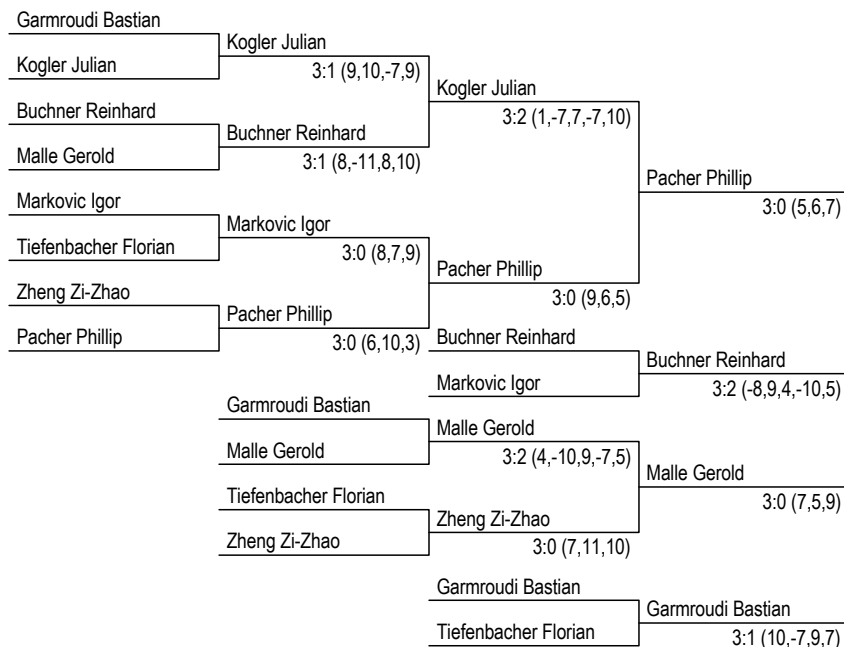 Garmroudi Bastian
Kogler Julian
Kogler Julian
3:1 (9,10,-7,9)
Kogler Julian
3:2 (1,-7,7,-7,10)
Buchner Reinhard
Buchner Reinhard
Malle Gerold
3:1 (8,-11,8,10)
Pacher Phillip
3:0 (5,6,7)
Markovic Igor
Markovic Igor
Tiefenbacher Florian
3:0 (8,7,9)
Pacher Phillip
3:0 (9,6,5)
Zheng Zi-Zhao
Pacher Phillip
Pacher Phillip
3:0 (6,10,3)
Buchner Reinhard
Buchner Reinhard
Markovic Igor
3:2 (-8,9,4,-10,5)
Garmroudi Bastian
Malle Gerold
Malle Gerold
3:2 (4,-10,9,-7,5)
Malle Gerold
3:0 (7,5,9)
Tiefenbacher Florian
Zheng Zi-Zhao
Zheng Zi-Zhao
3:0 (7,11,10)
Garmroudi Bastian
Garmroudi Bastian
Tiefenbacher Florian
3:1 (10,-7,9,7)